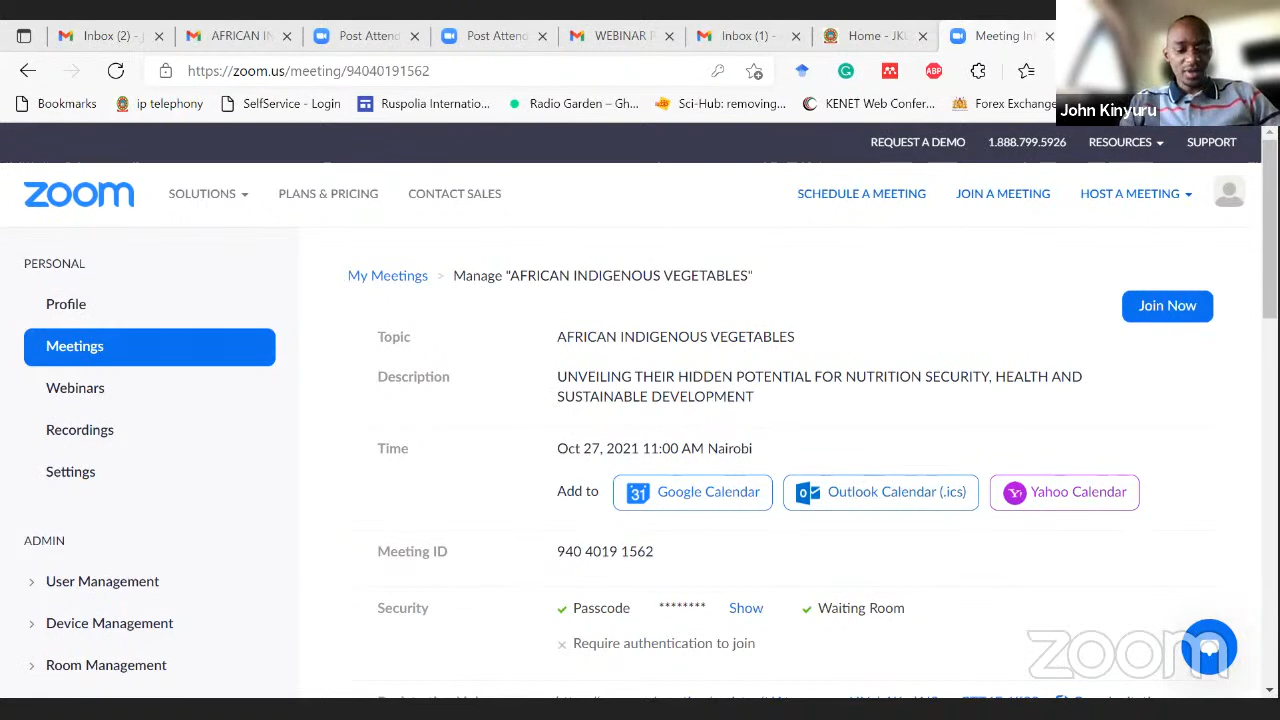 Inbox (2) -
AFRICAN IN
Post Attend
Post Attend
WEBINAR
Inbox (1) -
Home - JKU
Meeting In
https://zoom.us/meeting/94040191562
John Kinyuru
Bookmarks
ip telephony
SelfService - Login
Ruspolia Internatio...
Radio Garden – Gh...
Sci-Hub: removing...
KENET Web Confer...
Forex Exchange
REQUEST A DEMO
1.888.799.5926
RESOURCES
SUPPORT
zoom
SOLUTIONS
PLANS & PRICING
CONTACT SALES
SCHEDULE A MEETING
JOIN A MEETING
HOST A MEETING
PERSONAL
Profile
Meetings
Webinars
Recordings
Settings
ADMIN
User Management
Device Management
Room Management
My Meetings > Manage "AFRICAN INDIGENOUS VEGETABLES"
Join Now
Topic
AFRICAN INDIGENOUS VEGETABLES
Description
UNVEILING THEIR HIDDEN POTENTIAL FOR NUTRITION SECURITY, HEALTH AND
SUSTAINABLE DEVELOPMENT
Time
Oct 27, 2021 11:00 AM Nairobi
Add to
31 Google Calendar
Outlook Calendar (.ics)
Yahoo Calendar
Meeting ID
940 4019 1562
Security
Passcode ******** Show
Waiting Room
Require authentication to join
zoom